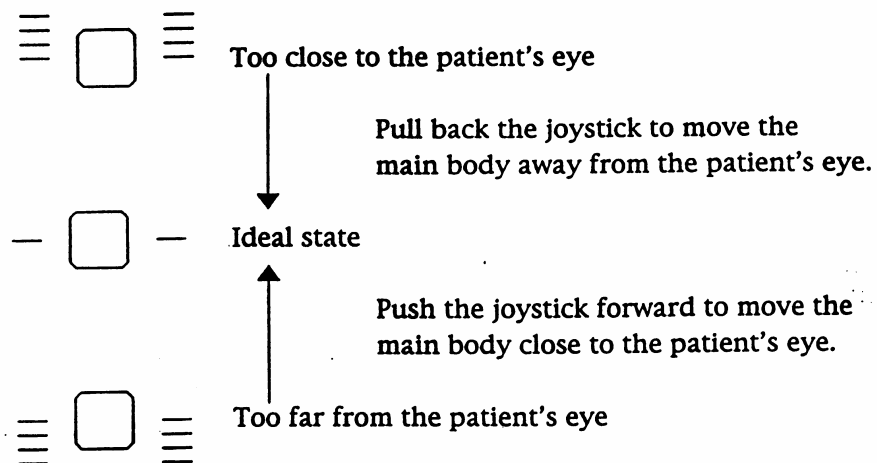 Too close to the patient's eye
Pull back the joystick to move the
main body away from the patient's eye.
Ideal state
Push the joystick forward to move the
main body close to the patient's eye.
Too far from the patient's eye